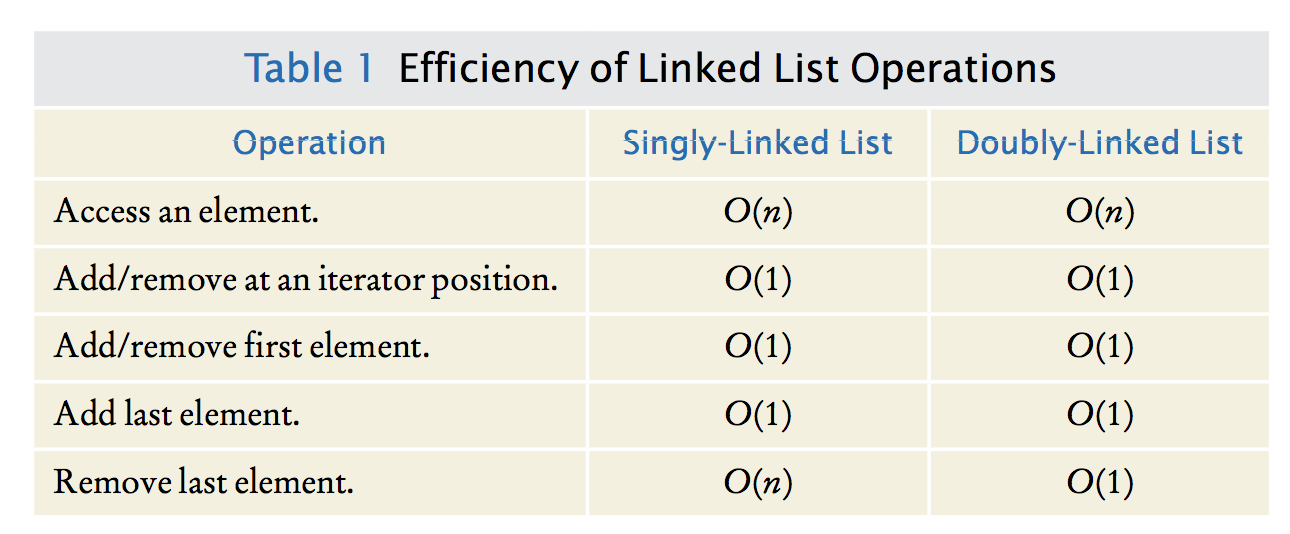 Table 1 Efficiency of Linked List Operations
Operation Singly-Linked List Doubly-Linked List
Access an element. O(n) O(n)
Add/remove at an iterator position. O(1) O(1)
Add/remove first element. O(1) O(1)
Add last element. O(1) O(1)
Remove last element. O(n) O(1)